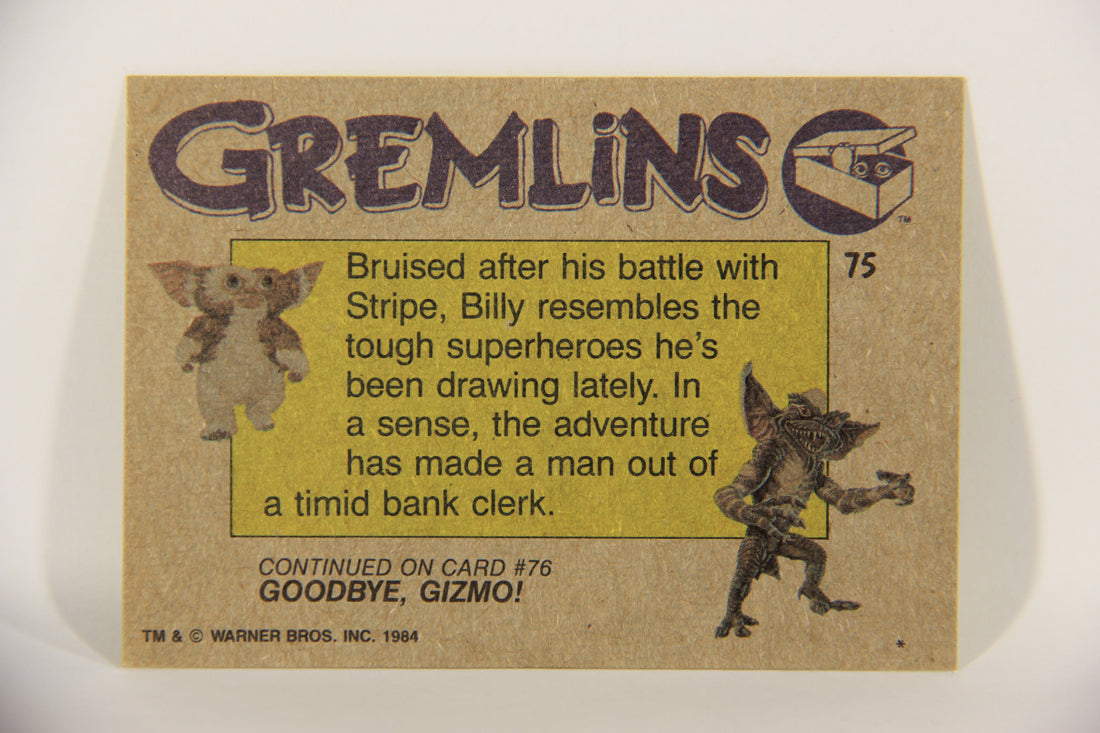 GREMLiNS
TM
75
Bruised after his battle with
Stripe, Billy resembles the
tough superheroes he's
been drawing lately. In
a sense, the adventure
has made a man out of
a timid bank clerk.
CONTINUED ON CARD #76
GOODBYE, GIZMO!
TM & © WARNER BROS. INC. 1984
*